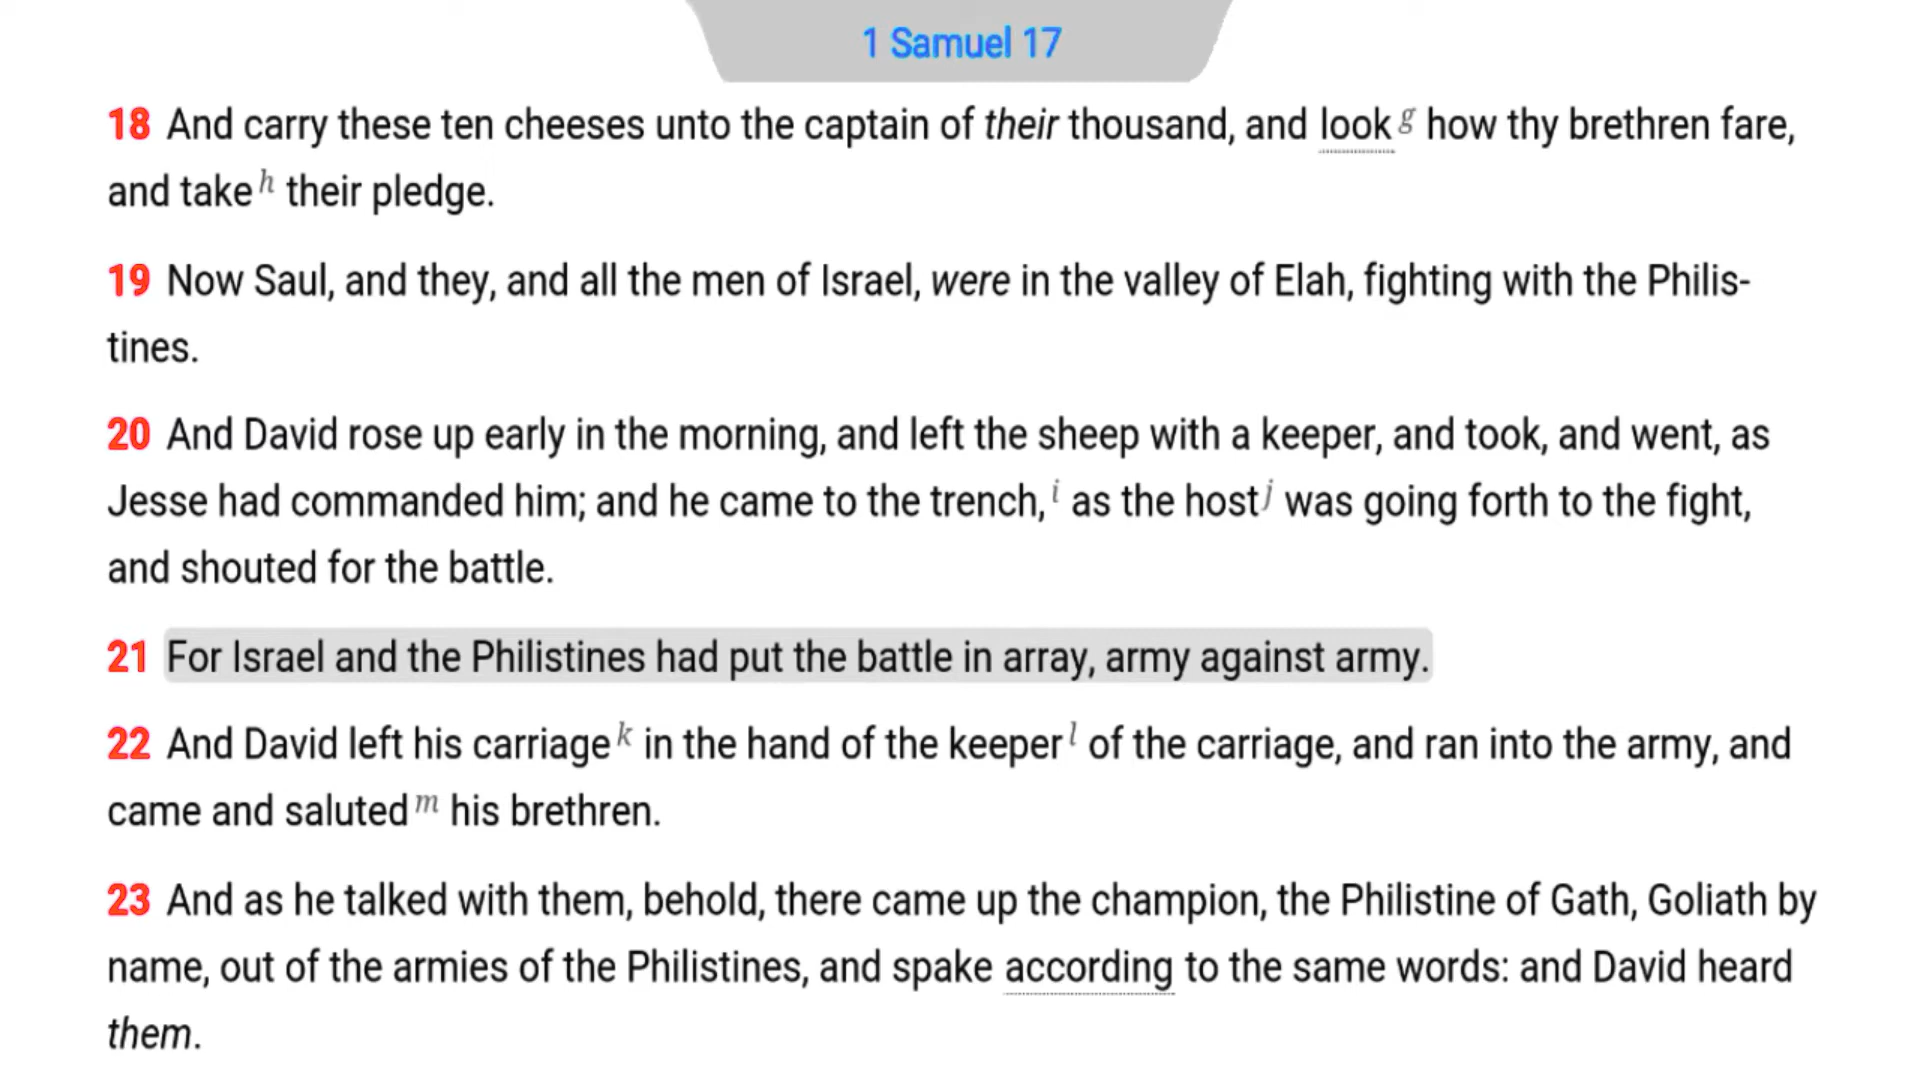 1 Samuel 17
18 And carry these ten cheeses unto the captain of their thousand, and look g how thy brethren fare,
and take h their pledge.
19 Now Saul, and they, and all the men of Israel, were in the valley of Elah, fighting with the Philis-
tines.
20 And David rose up early in the morning, and left the sheep with a keeper, and took, and went, as
Jesse had commanded him; and he came to the trench, i as the host j was going forth to the fight,
and shouted for the battle.
21 For Israel and the Philistines had put the battle in array, army against army.
22 And David left his carriage k in the hand of the keeper l of the carriage, and ran into the army, and
came and saluted m his brethren.
23 And as he talked with them, behold, there came up the champion, the Philistine of Gath, Goliath by
name, out of the armies of the Philistines, and spake according to the same words: and David heard
them.